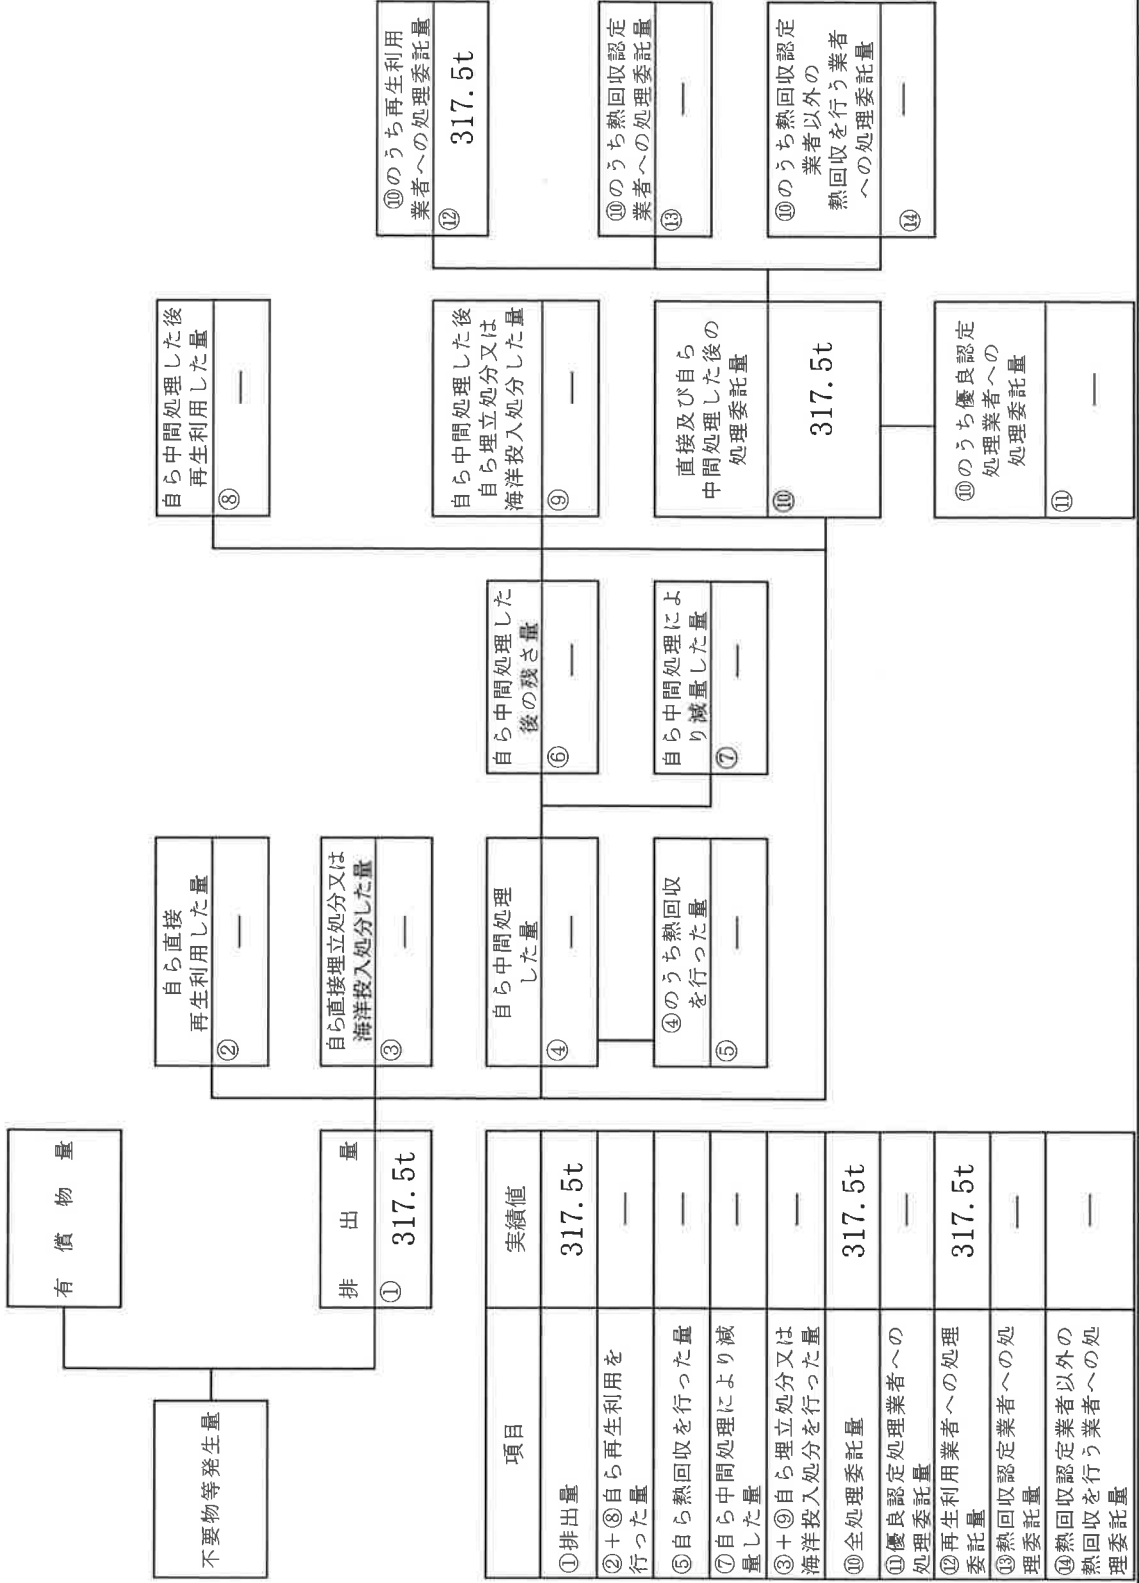 不要物等発生量
有償物量
排出量
① 317.5t
自ら直接
再生利用した量
② ―
自ら直接埋立処分又は
海洋投入処分した量
③ ―
自ら中間処理
した量
④ ―
④のうち熱回収
を行った量
⑤ ―
自ら中間処理した
後の残さ量
⑥ ―
自ら中間処理によ
り減量した量
⑦ ―
自ら中間処理した後
再生利用した量
⑧ ―
自ら中間処理した後
自ら埋立処分又は
海洋投入処分した量
⑨ ―
直接及び自ら
中間処理した後の
処理委託量
⑩ 317.5t
⑩のうち優良認定
処理業者への
処理委託量
⑪ ―
⑩のうち再生利用
業者への処理委託量
⑫ 317.5t
⑩のうち熱回収認定
業者への処理委託量
⑬ ―
⑩のうち熱回収認定
業者以外の
熱回収を行う業者
への処理委託量
⑭ ―
項目 実績値
①排出量 317.5t
②+⑧自ら再生利用を
行った量 ―
⑤自ら熱回収を行った量 ―
⑦自ら中間処理により減
量した量 ―
③+⑨自ら埋立処分又は
海洋投入処分を行った量 ―
⑩全処理委託量 317.5t
⑪優良認定処理業者への
処理委託量 ―
⑫再生利用業者への処理
委託量 317.5t
⑬熱回収認定業者への処
理委託量 ―
⑭熱回収認定業者以外の
熱回収を行う業者への処
理委託量 ―